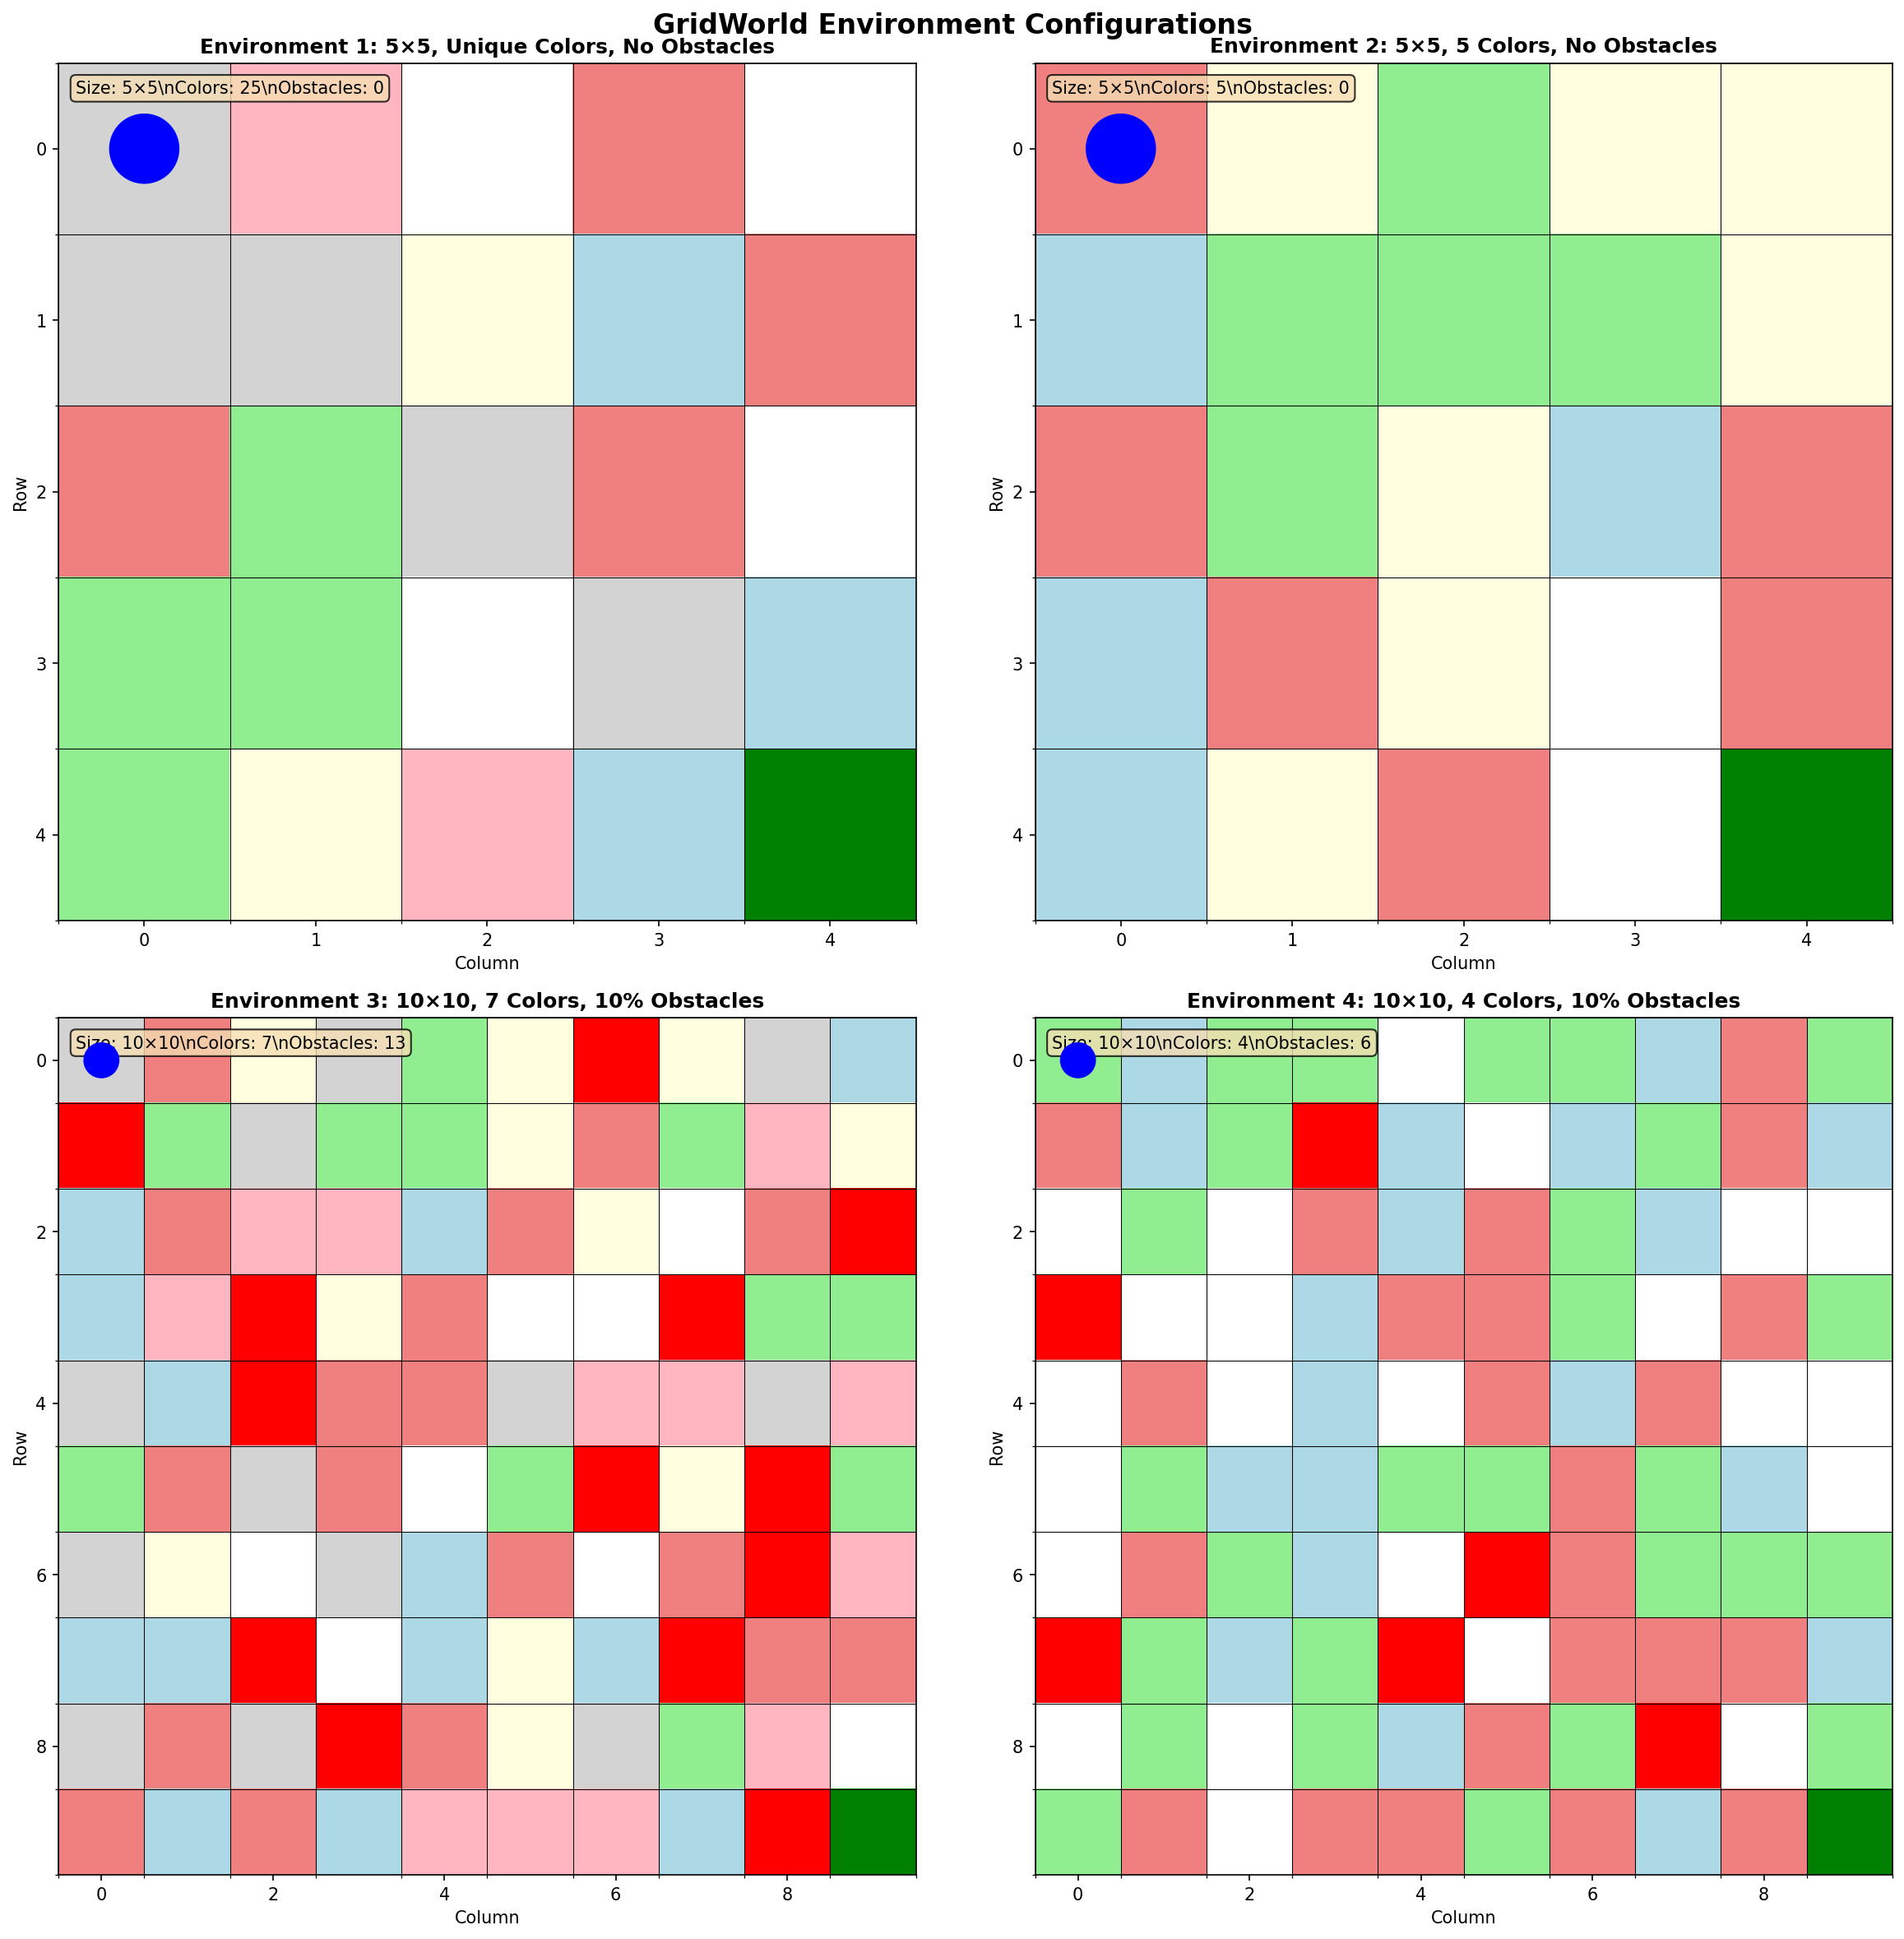 GridWorld Environment Configurations
Environment 1: 5×5, Unique Colors, No Obstacles
Size: 5×5\nColors: 25\nObstacles: 0
0
1
2
3
4
Row
0 1 2 3 4
Column
Environment 2: 5×5, 5 Colors, No Obstacles
Size: 5×5\nColors: 5\nObstacles: 0
0
1
2
3
4
Row
0 1 2 3 4
Column
Environment 3: 10×10, 7 Colors, 10% Obstacles
Size: 10×10\nColors: 7\nObstacles: 13
0
2
4
6
8
Row
0 2 4 6 8
Column
Environment 4: 10×10, 4 Colors, 10% Obstacles
Size: 10×10\nColors: 4\nObstacles: 6
0
2
4
6
8
Row
0 2 4 6 8
Column